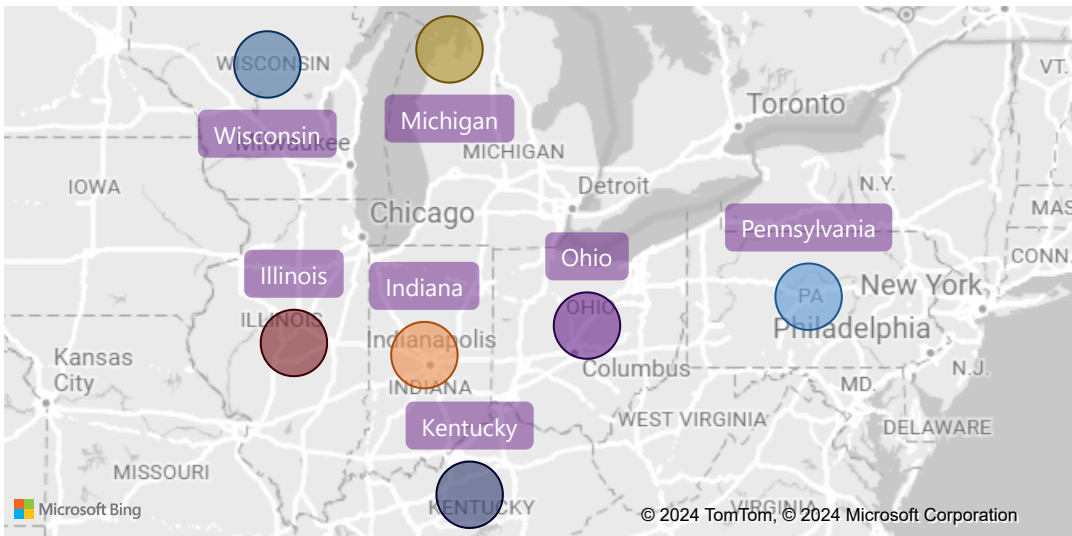 WISCONSIN
Wisconsin
Milwaukee
Michigan
MICHIGAN
Toronto
VT.
IOWA
Detroit
N.Y.
MAS
Chicago
Pennsylvania
CONN.
Illinois
Indiana
Ohio
ILLINOIS
OHIO
PA
New York
Philadelphia
Indianapolis
INDIANA
Columbus
N.J.
Kansas
City
MD.
Kentucky
WEST VIRGINIA
DELAWARE
MISSOURI
KENTUCKY
VIRGINIA
Microsoft Bing
© 2024 TomTom, © 2024 Microsoft Corporation